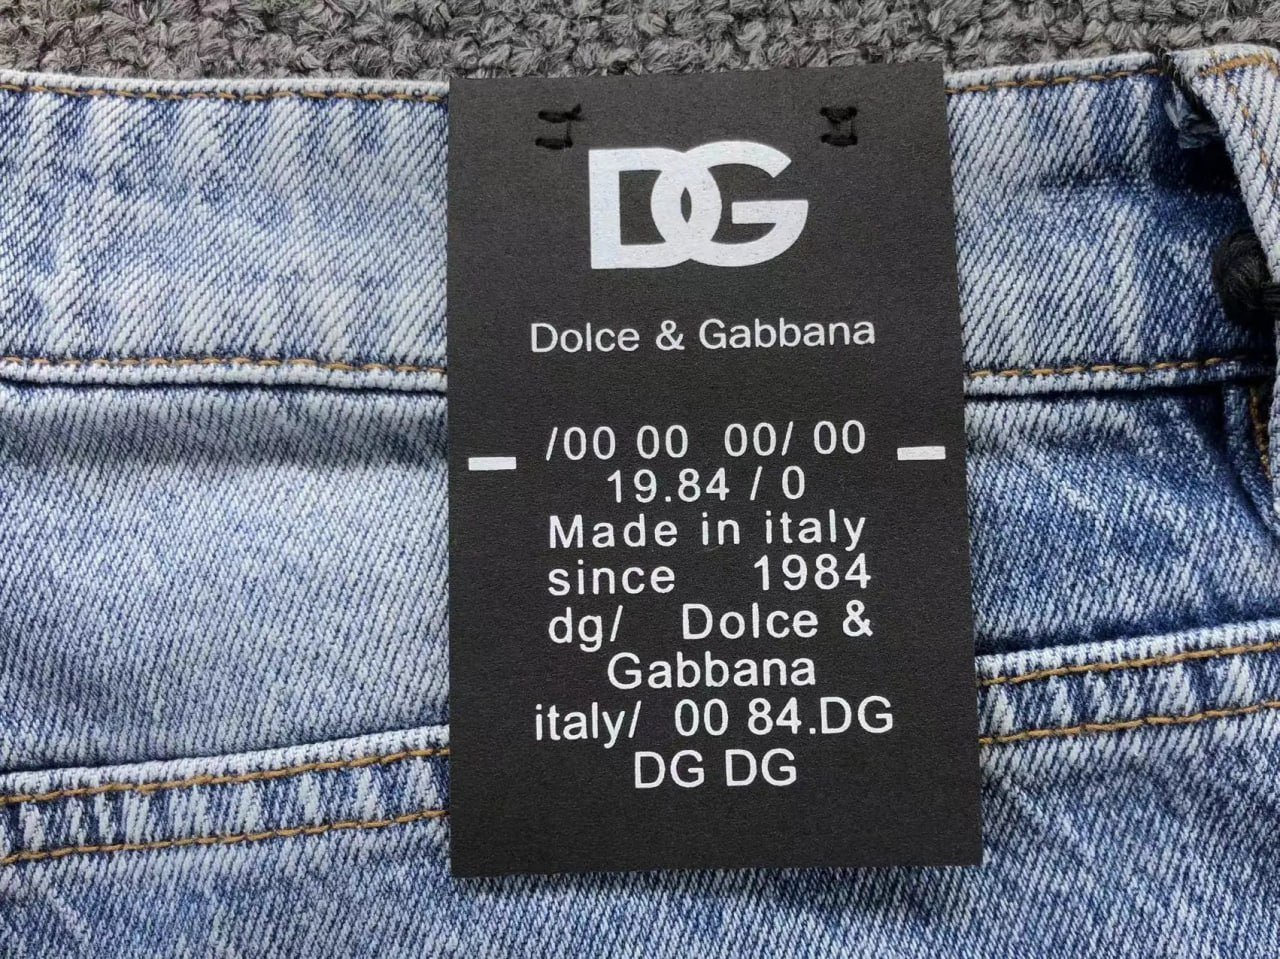 DG
Dolce & Gabbana
/00 00 00/ 00
19.84 / 0
Made in italy
since 1984
dg/ Dolce &
Gabbana
italy/ 00 84.DG
DG DG